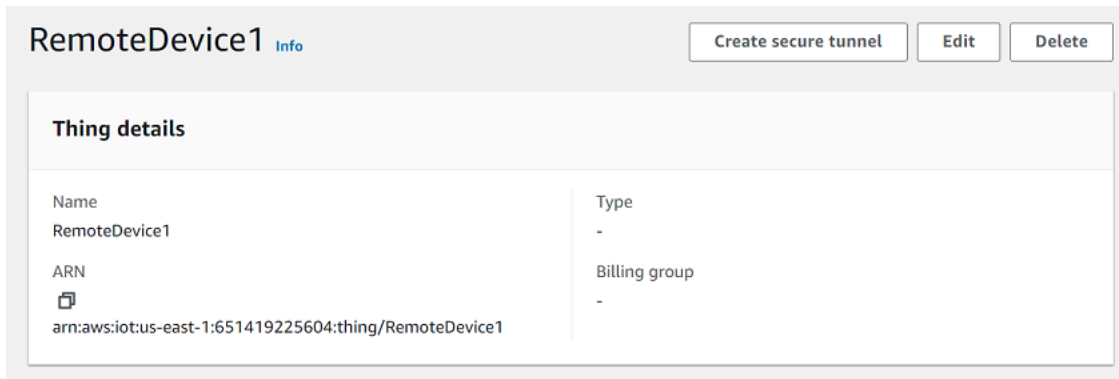 RemoteDevice1 Info
Create secure tunnel
Edit
Delete
Thing details
Name
RemoteDevice1
ARN
arn:aws:iot:us-east-1:651419225604:thing/RemoteDevice1
Type
-
Billing group
-